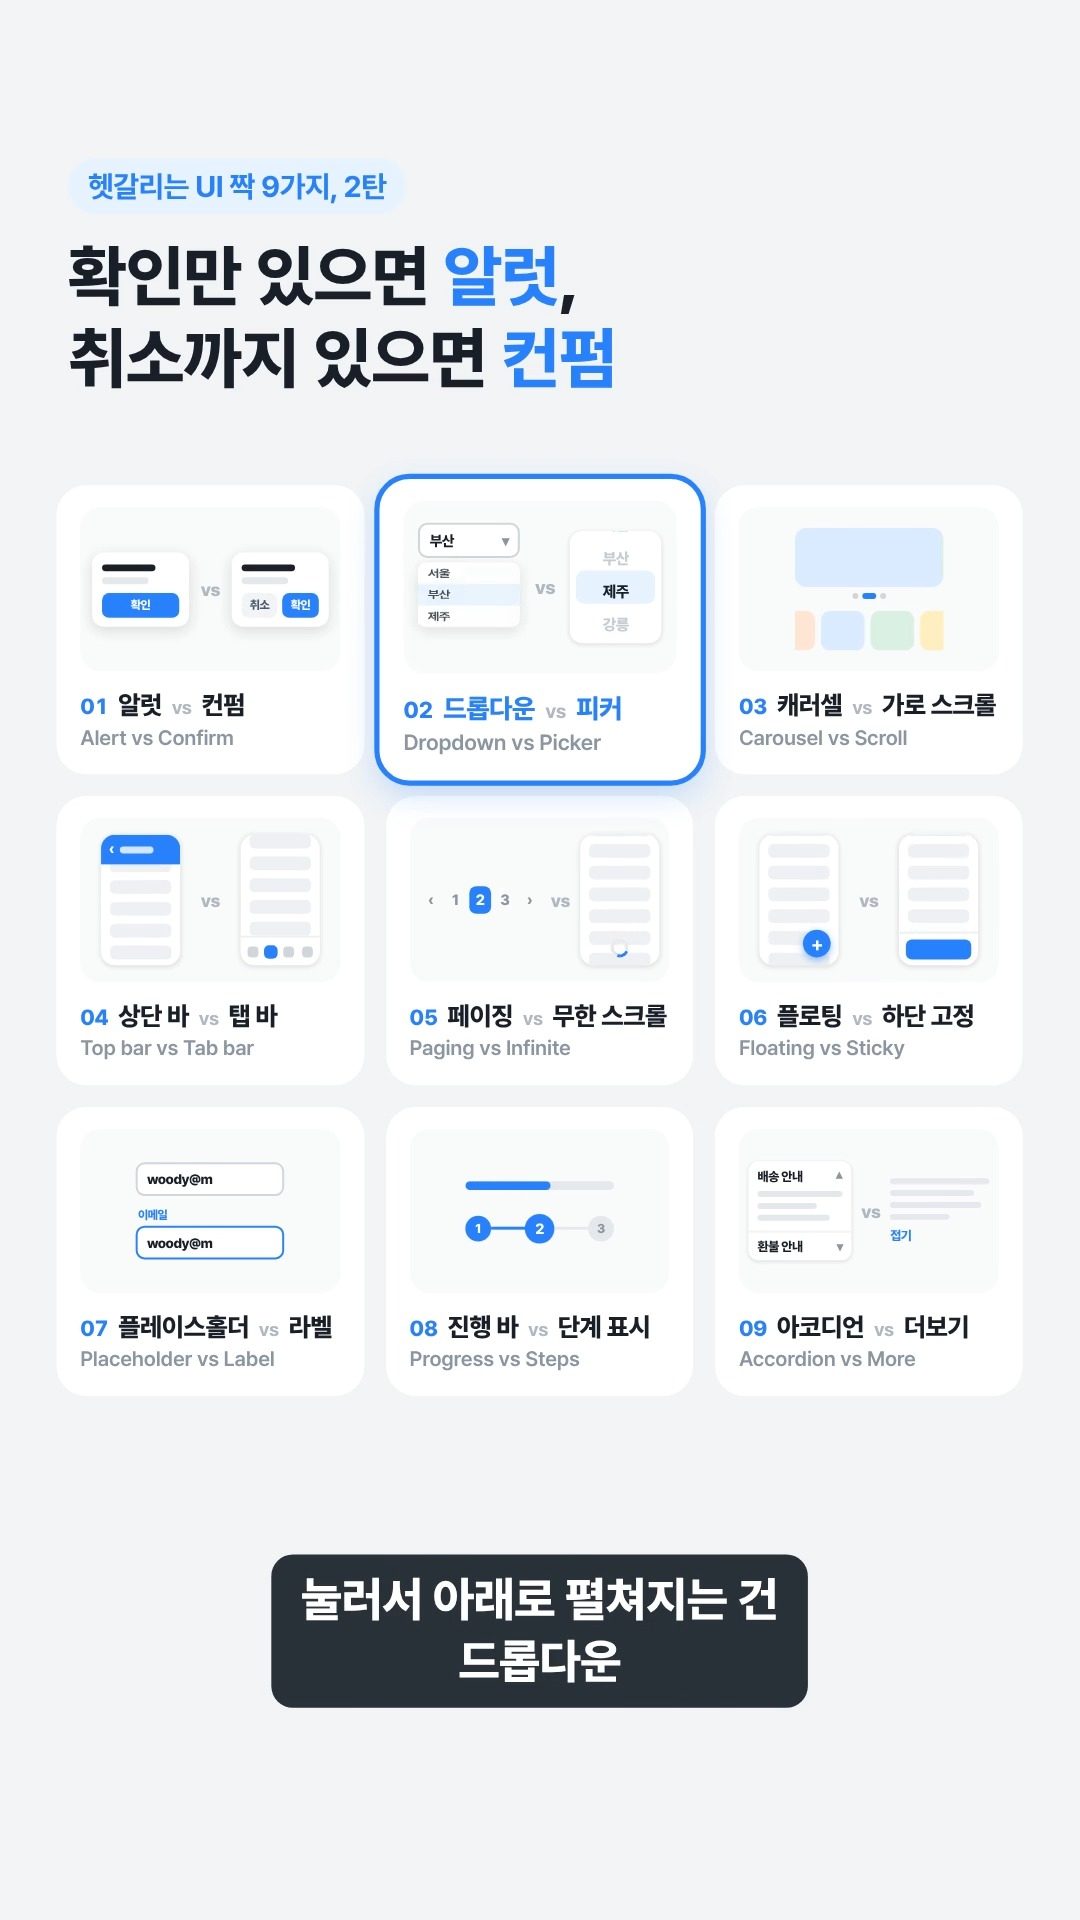 헷갈리는 UI 짝 9가지, 2탄
확인만 있으면 알럿,
취소까지 있으면 컨펌
확인
vs
취소 확인
01 알럿 vs 컨펌
Alert vs Confirm
부산 ▼
서울
부산
제주
vs
부산
제주
강릉
02 드롭다운 vs 피커
Dropdown vs Picker
03 캐러셀 vs 가로 스크롤
Carousel vs Scroll
vs
04 상단 바 vs 탭 바
Top bar vs Tab bar
‹ 1 2 3 › vs
05 페이징 vs 무한 스크롤
Paging vs Infinite
vs
+
06 플로팅 vs 하단 고정
Floating vs Sticky
woody@m
이메일
woody@m
07 플레이스홀더 vs 라벨
Placeholder vs Label
1 2 3
08 진행 바 vs 단계 표시
Progress vs Steps
배송 안내 ▲
환불 안내 ▼
vs
접기
09 아코디언 vs 더보기
Accordion vs More
눌러서 아래로 펼쳐지는 건
드롭다운